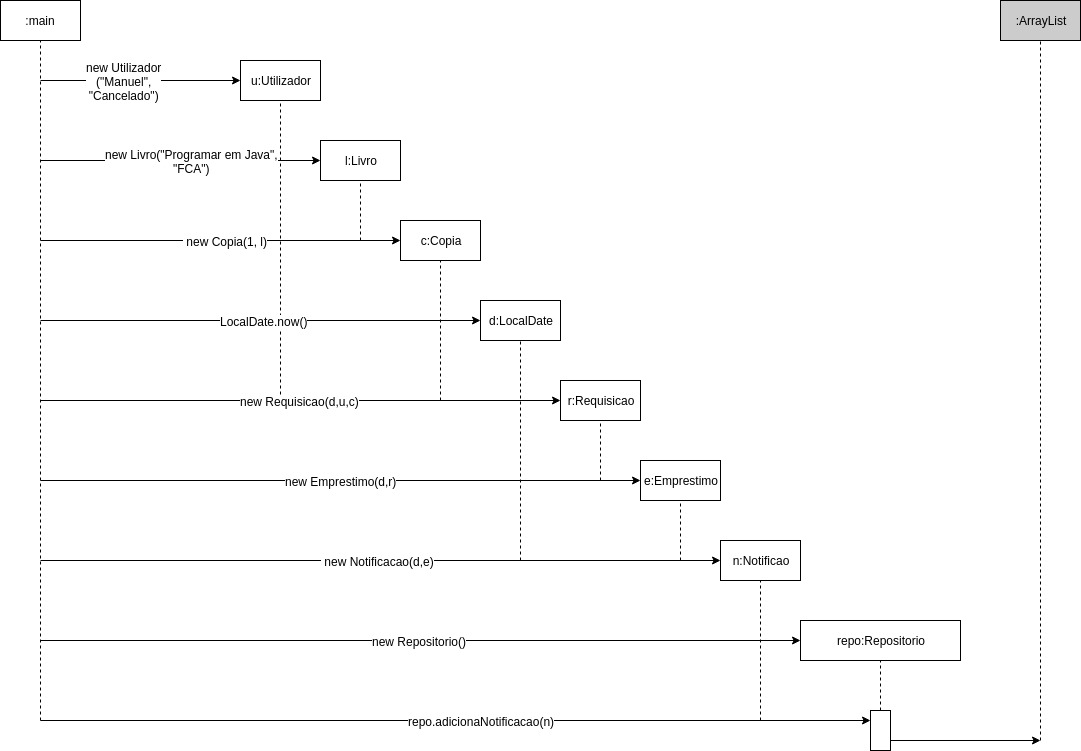 :main
:ArrayList
new Utilizador
("Manuel",
"Cancelado")
u:Utilizador
new Livro("Programar em Java",
"FCA")
l:Livro
new Copia(1, l)
c:Copia
LocalDate.now()
d:LocalDate
new Requisicao(d,u,c)
r:Requisicao
new Emprestimo(d,r)
e:Emprestimo
new Notificacao(d,e)
n:Notificao
new Repositorio()
repo:Repositorio
repo.adicionaNotificacao(n)